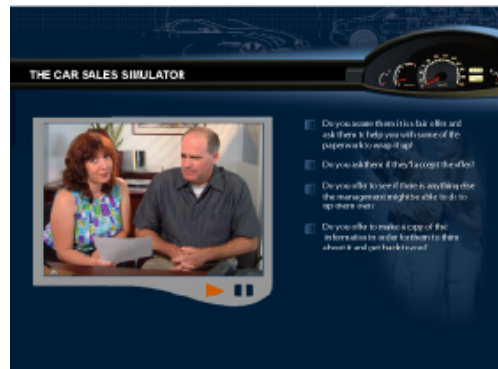 THE CAR SALES SIMULATOR
Do you assure them it is a fair offer and
ask them to help you with some of the
paperwork to wrap it up?
Do you ask them if they'll accept the offer?
Do you offer to see if there is anything else
the management might be able to do to
tip them over?
Do you offer to make a copy of the
information in order for them to think
about it and get back to you?